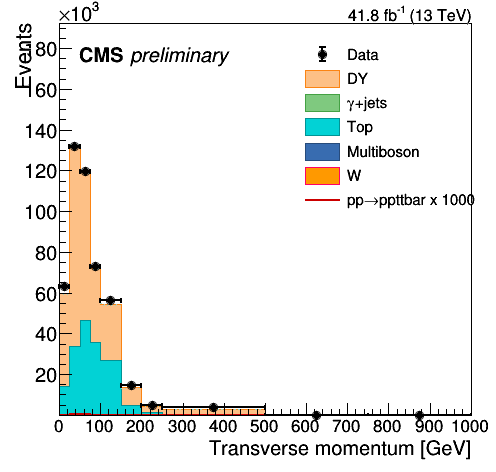 ×10³
41.8 fb⁻¹ (13 TeV)
CMS preliminary
Events
Data
DY
γ+jets
Top
Multiboson
W
pp→ppttbar x 1000
180
160
140
120
100
80
60
40
20
0 100 200 300 400 500 600 700 800 900 1000
Transverse momentum [GeV]